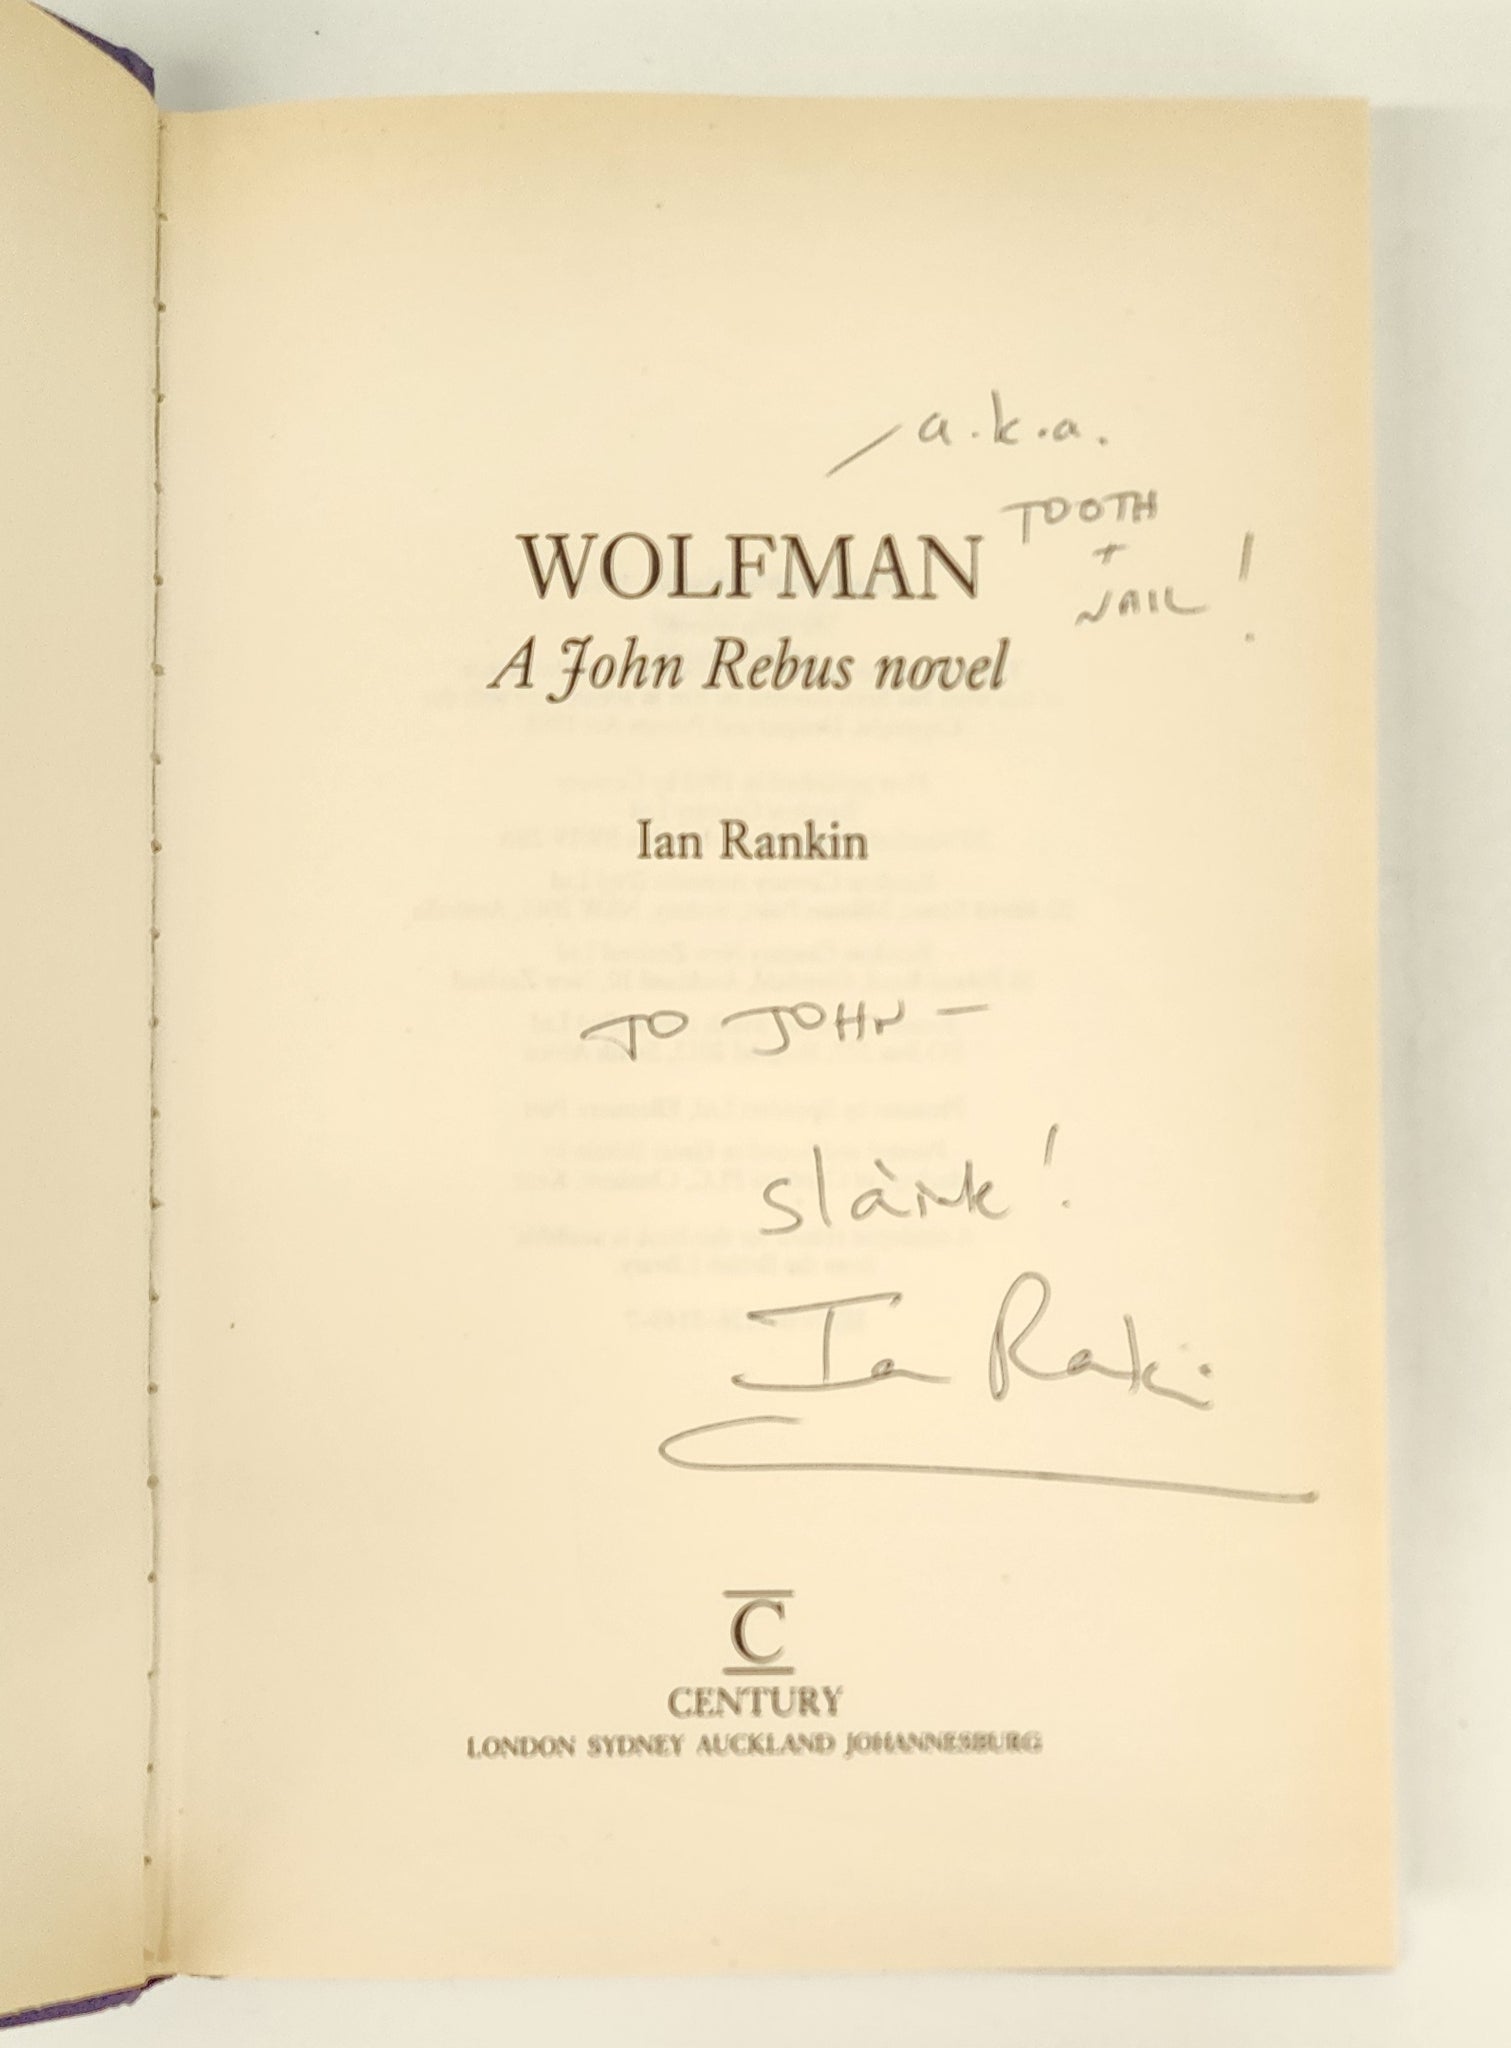 a.k.a.
TOOTH
+
NAIL!
WOLFMAN
A John Rebus novel
Ian Rankin
TO JOHN –
slàinte!
Ian Rankin
C
CENTURY
LONDON SYDNEY AUCKLAND JOHANNESBURG